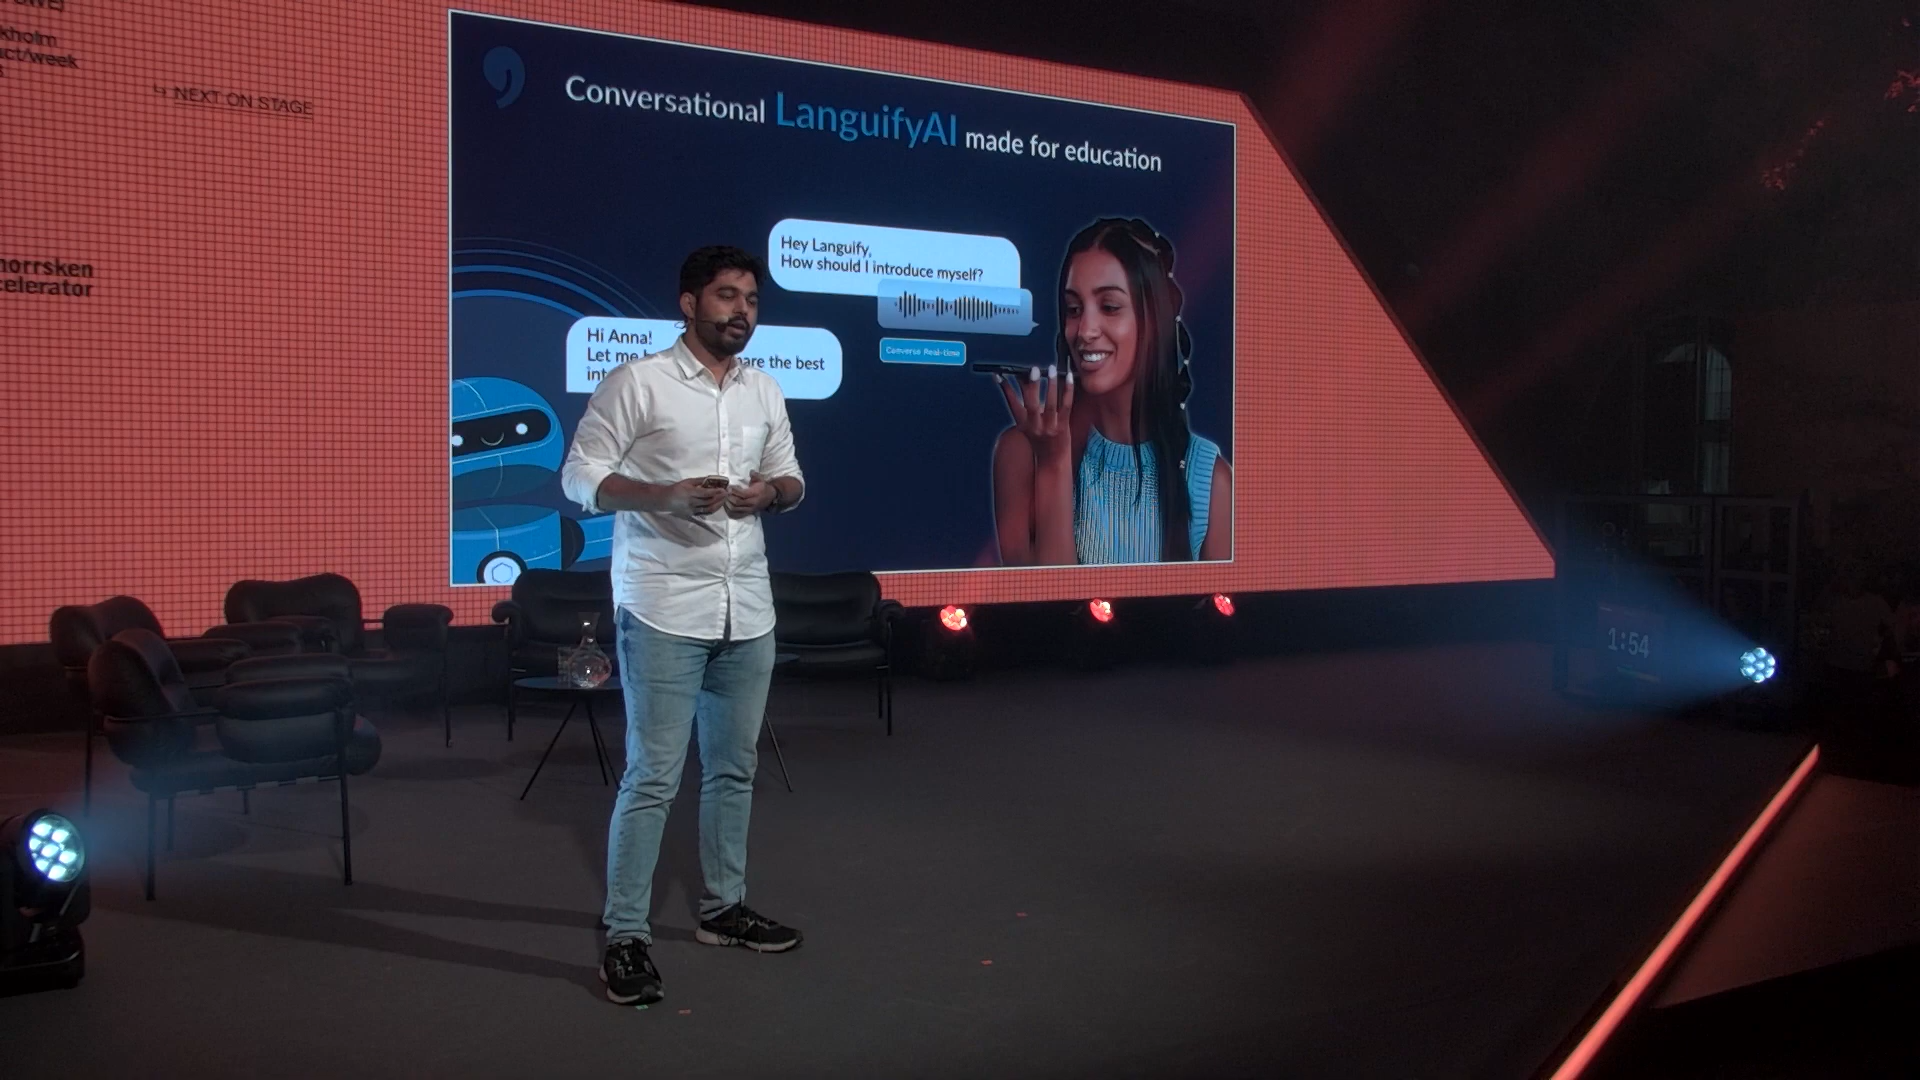 kholm
act/week
↳ NEXT ON STAGE
norrsken
celerator
Conversational LanguifyAI made for education
Hey Languify,
How should I introduce myself?
Converse Real-time
Hi Anna!
Let me are the best
int
1:54